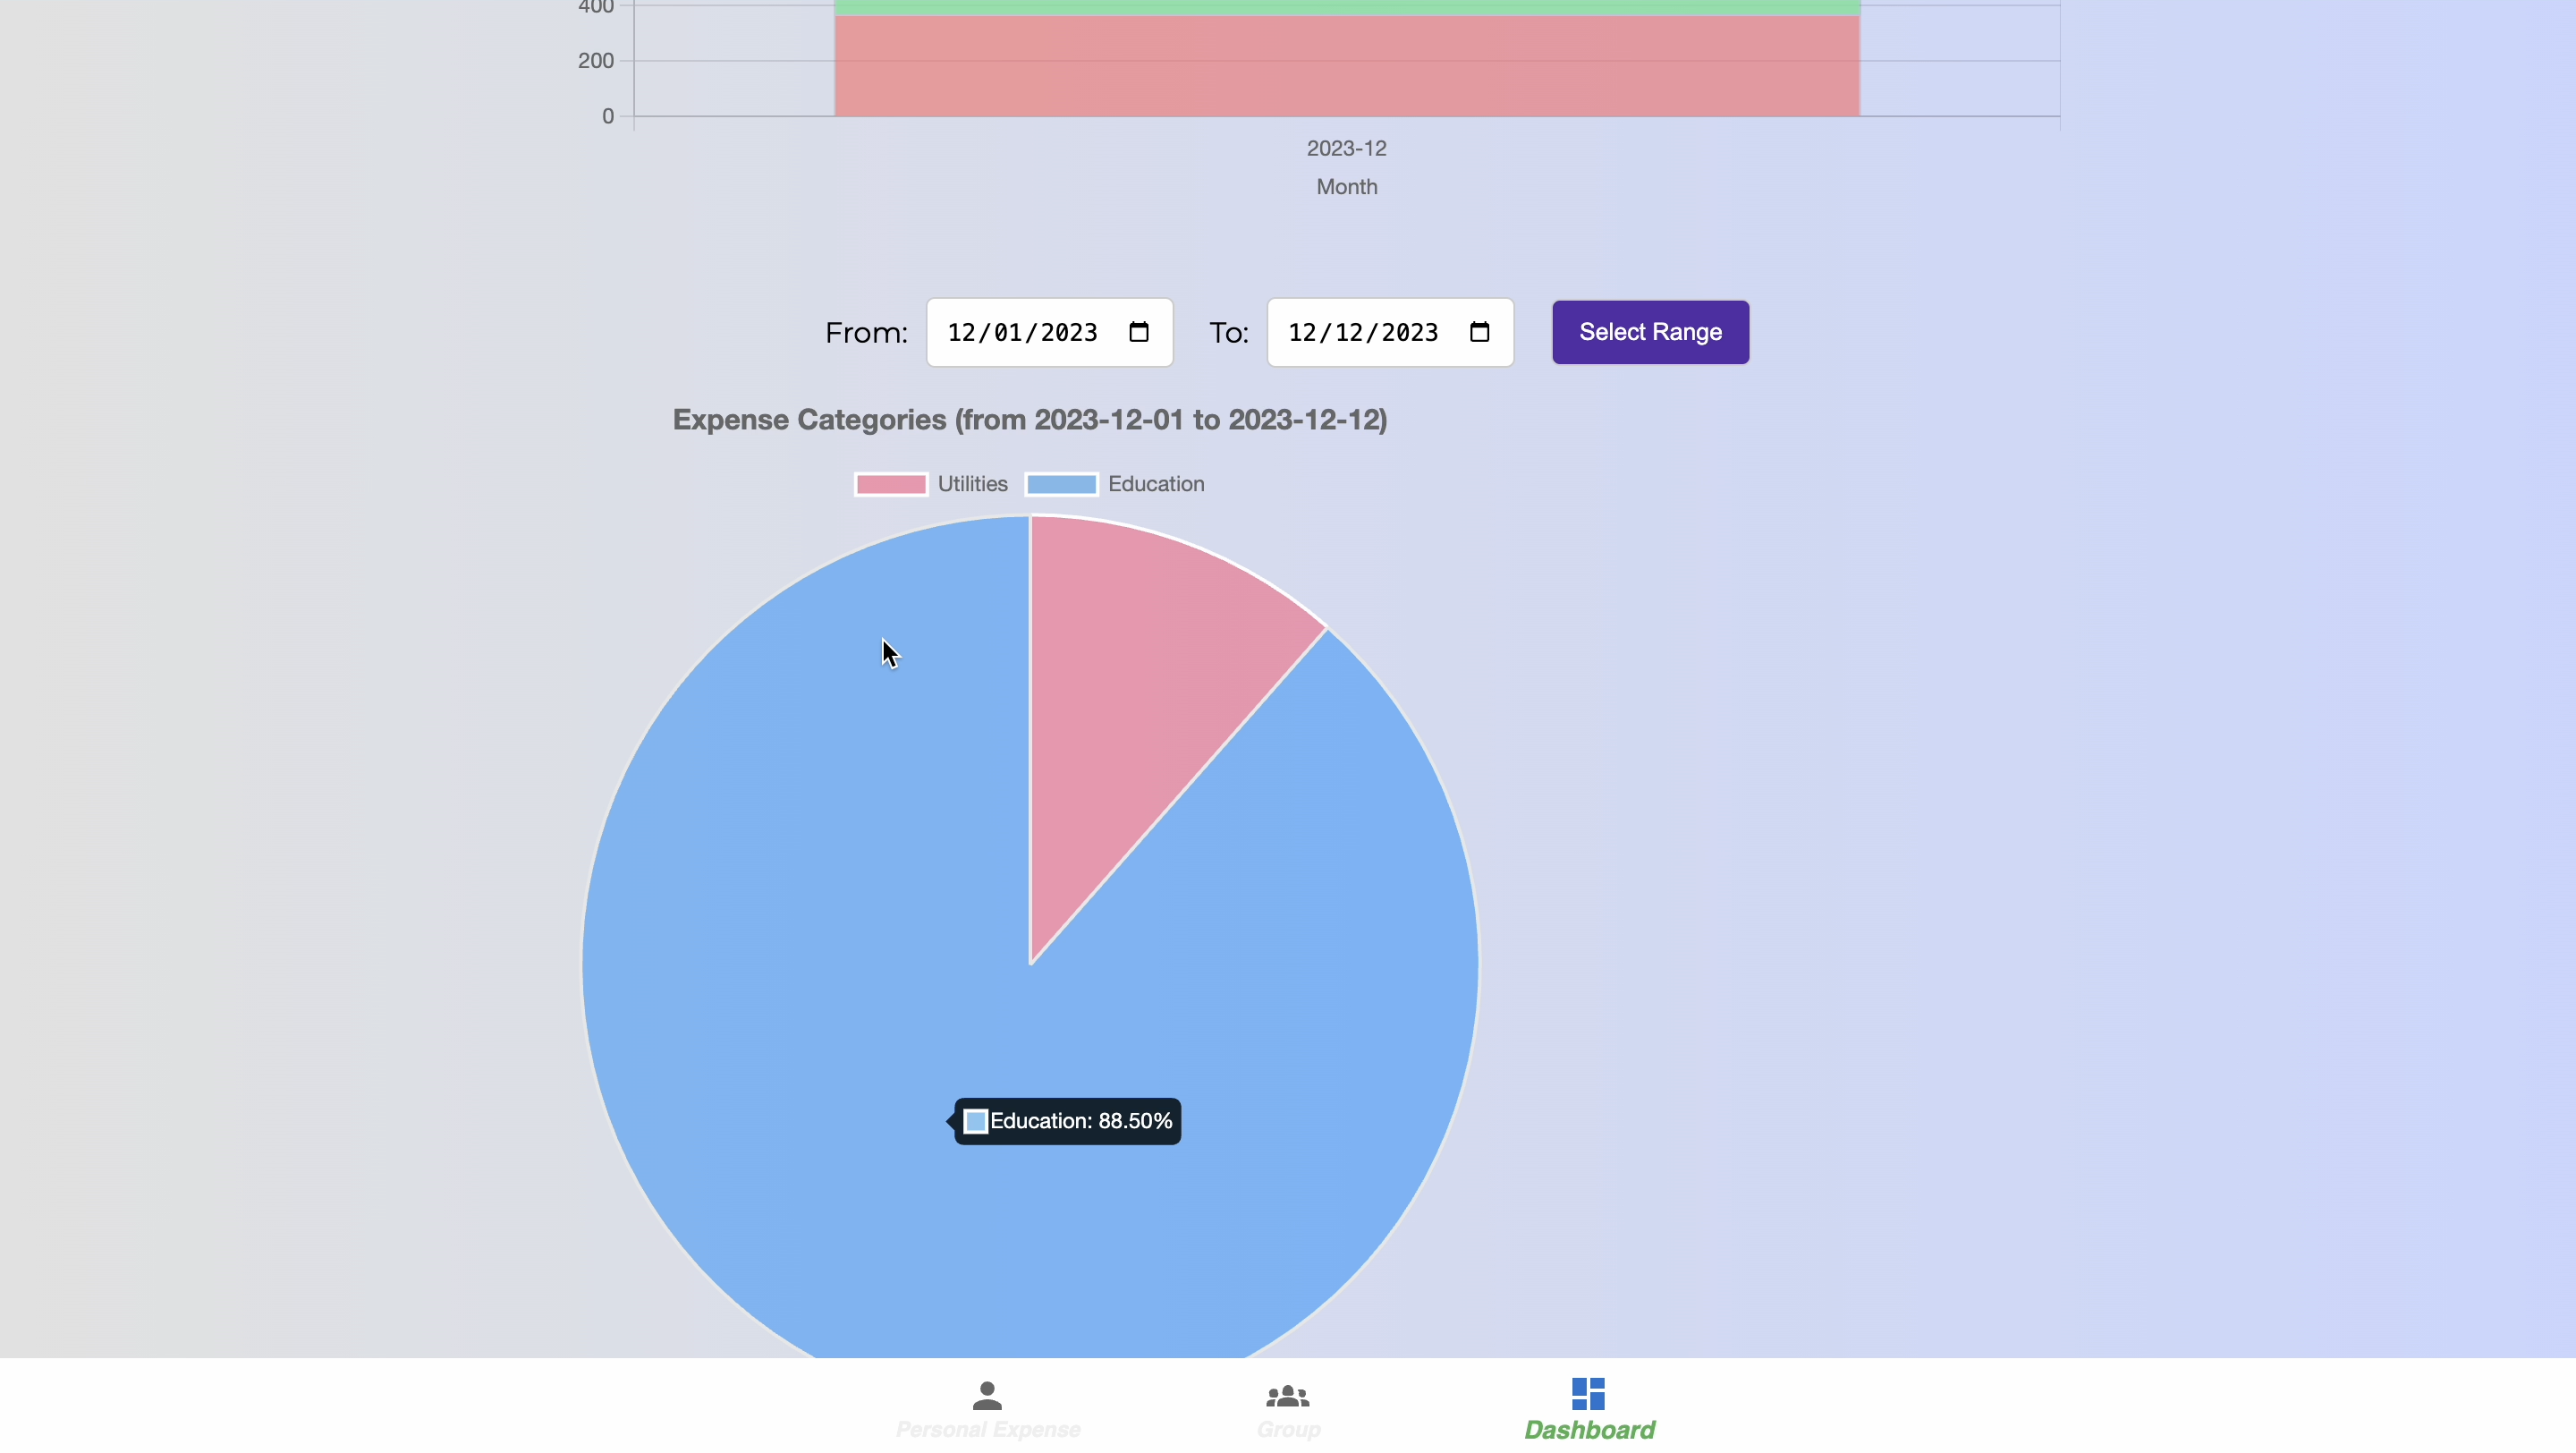 400
200
0
2023-12
Month
From: 12/01/2023 To: 12/12/2023 Select Range
Expense Categories (from 2023-12-01 to 2023-12-12)
Utilities Education
Education: 88.50%
Personal Expense Group Dashboard